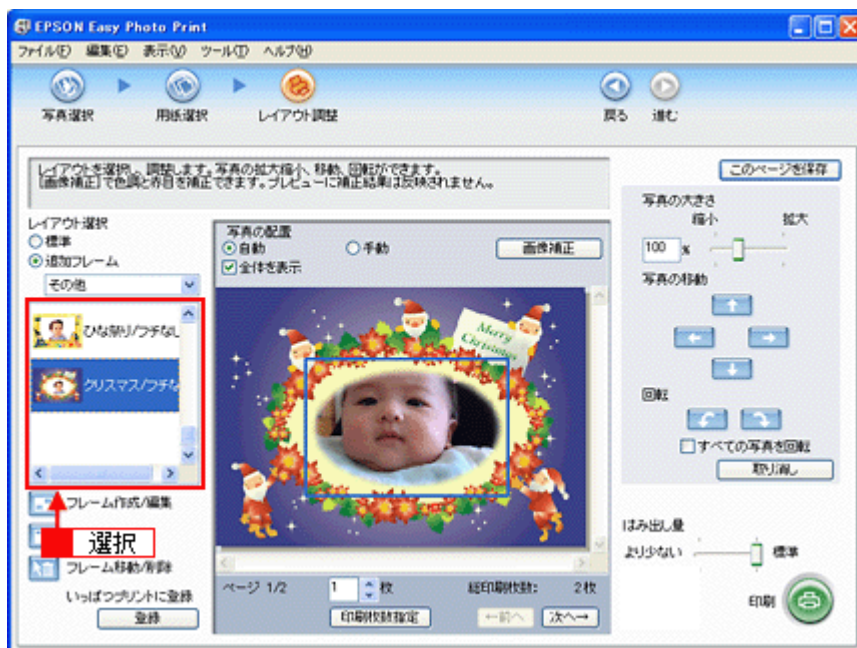 EPSON Easy Photo Print
ファイル(F) 編集(E) 表示(V) ツール(T) ヘルプ(H)
写真選択 用紙選択 レイアウト調整 戻る 進む
レイアウトを選択し、調整します。写真の拡大縮小、移動、回転ができます。
[画像補正]で色調と赤目を補正できます。プレビューに補正結果は反映されません。
このページを保存
レイアウト選択
標準
追加フレーム
その他
ひな祭り/フチなし
クリスマス/フチな
選択
フレーム作成/編集
フレーム移動/削除
いっぱつプリントに登録
登録
写真の配置
自動 手動 画像補正
全体を表示
Merry
Christmas
ページ 1/2 1 枚 総印刷枚数: 2枚
印刷枚数指定 ←前へ 次へ→
写真の大きさ
縮小 拡大
100 %
写真の移動
回転
すべての写真を回転
取り消し
はみ出し量
より少ない 標準
印刷